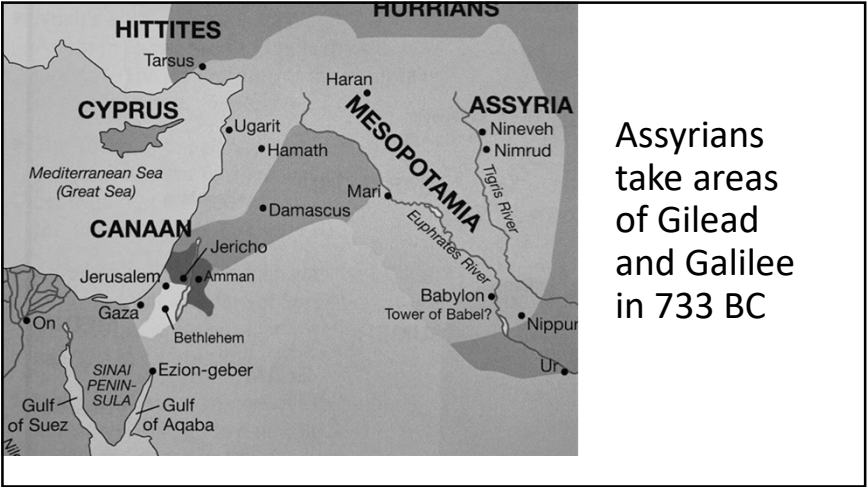 HURRIANS
HITTITES
Tarsus
Haran
CYPRUS
ASSYRIA
MESOPOTAMIA
Ugarit
Nineveh
Hamath
Nimrud
Mediterranean Sea
(Great Sea)
Tigris River
Mari
Damascus
CANAAN
Euphrates River
Jericho
Jerusalem
Amman
Babylon
Tower of Babel?
Gaza
On
Nippur
Bethlehem
Ur
SINAI
PENIN-
SULA
Ezion-geber
Gulf
of Suez
Gulf
of Aqaba
Assyrians
take areas
of Gilead
and Galilee
in 733 BC